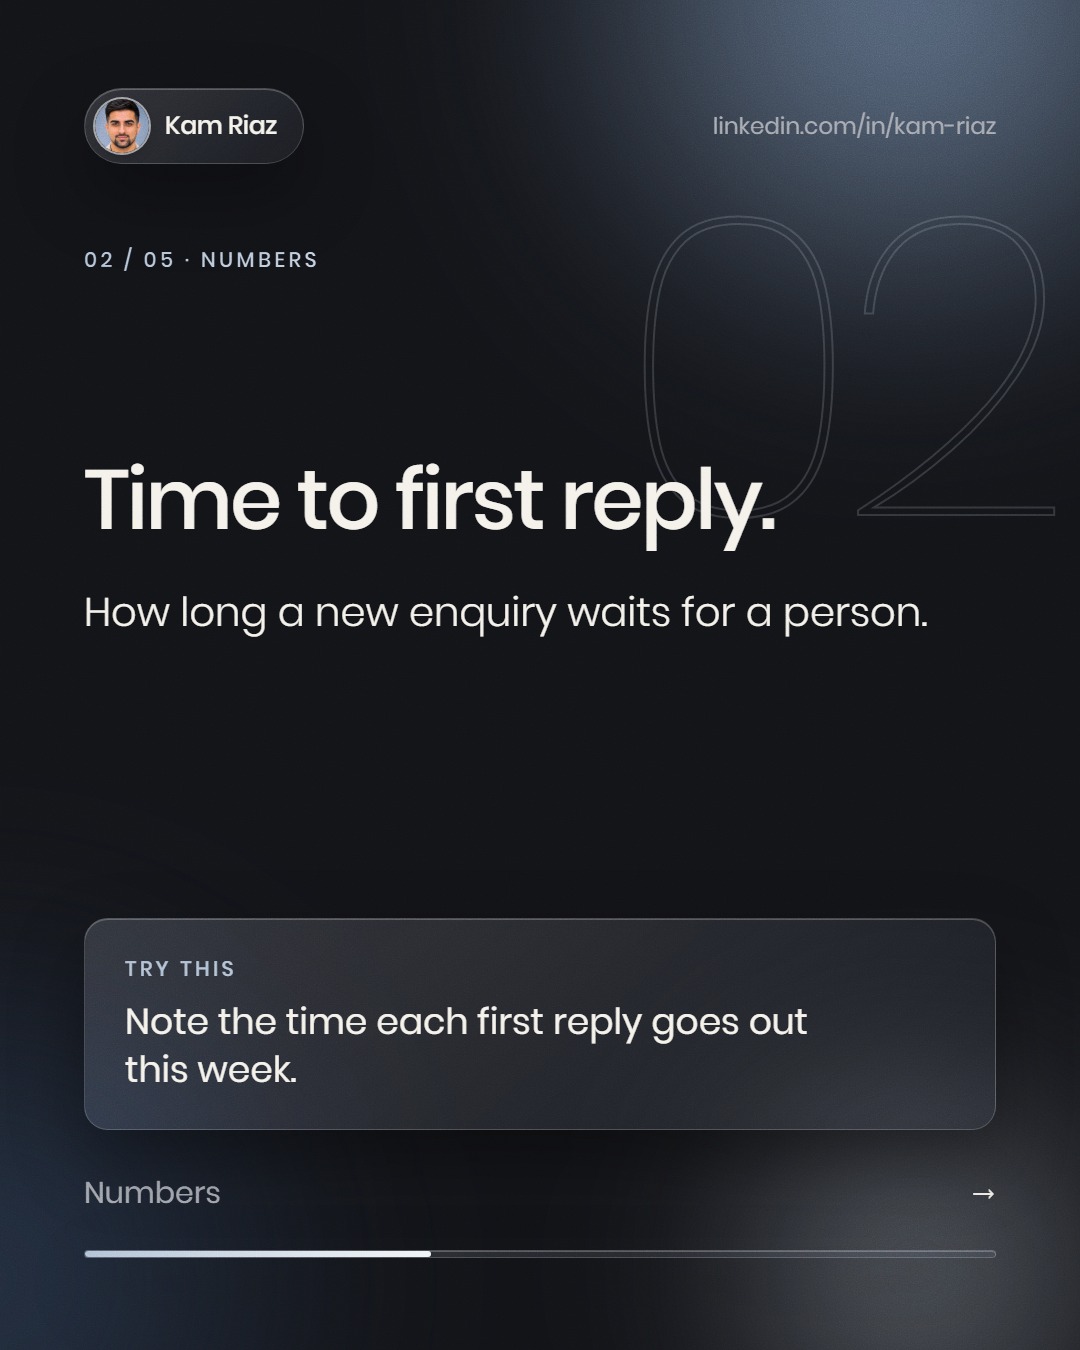 Kam Riaz
linkedin.com/in/kam-riaz
02 / 05 · NUMBERS
02
Time to first reply.
How long a new enquiry waits for a person.
TRY THIS
Note the time each first reply goes out
this week.
Numbers →